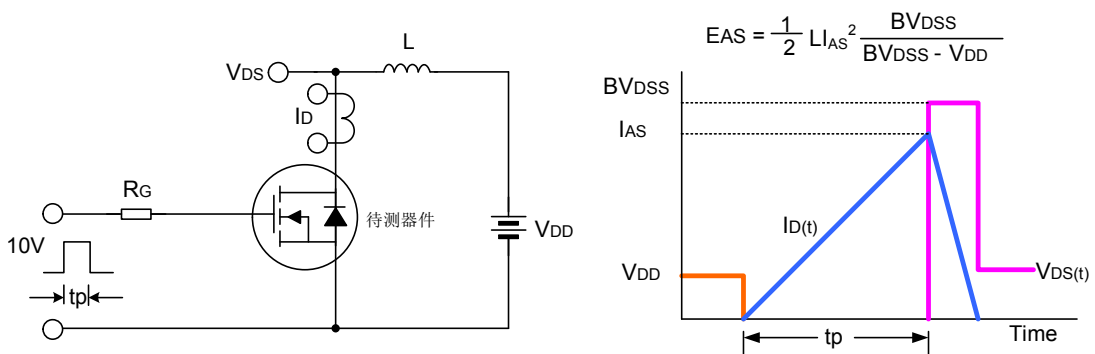 VDS
L
ID
RG
10V
tp
待测器件
VDD
EAS = 1/2 LIAS² BVDSS / (BVDSS - VDD)
BVDSS
IAS
ID(t)
VDD
VDS(t)
tp
Time